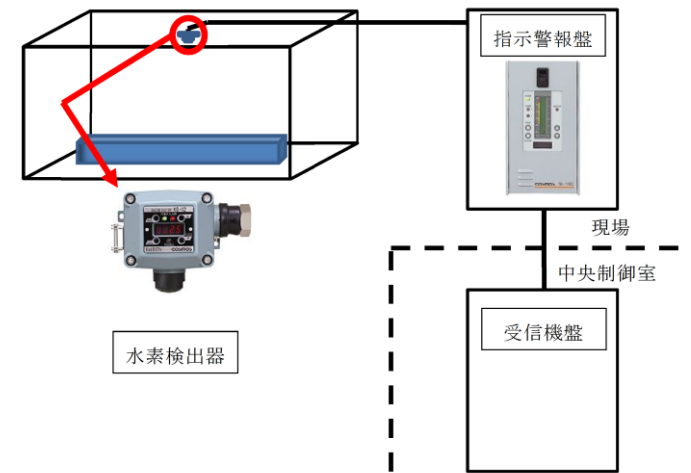 指示警報盤
現場
中央制御室
受信機盤
水素検出器